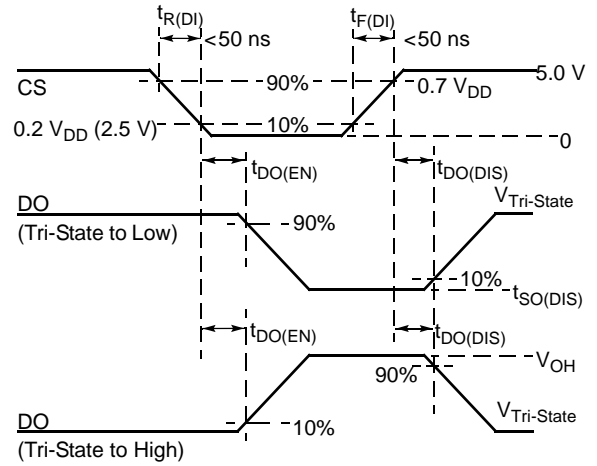 tR(DI) tF(DI)
<50 ns <50 ns
5.0 V
CS 90% 0.7 VDD
0.2 VDD (2.5 V) 10%
0
tDO(EN) tDO(DIS)
VTri-State
DO
90%
(Tri-State to Low)
10%
tSO(DIS)
tDO(EN) tDO(DIS)
VOH
90%
VTri-State
DO 10%
(Tri-State to High)